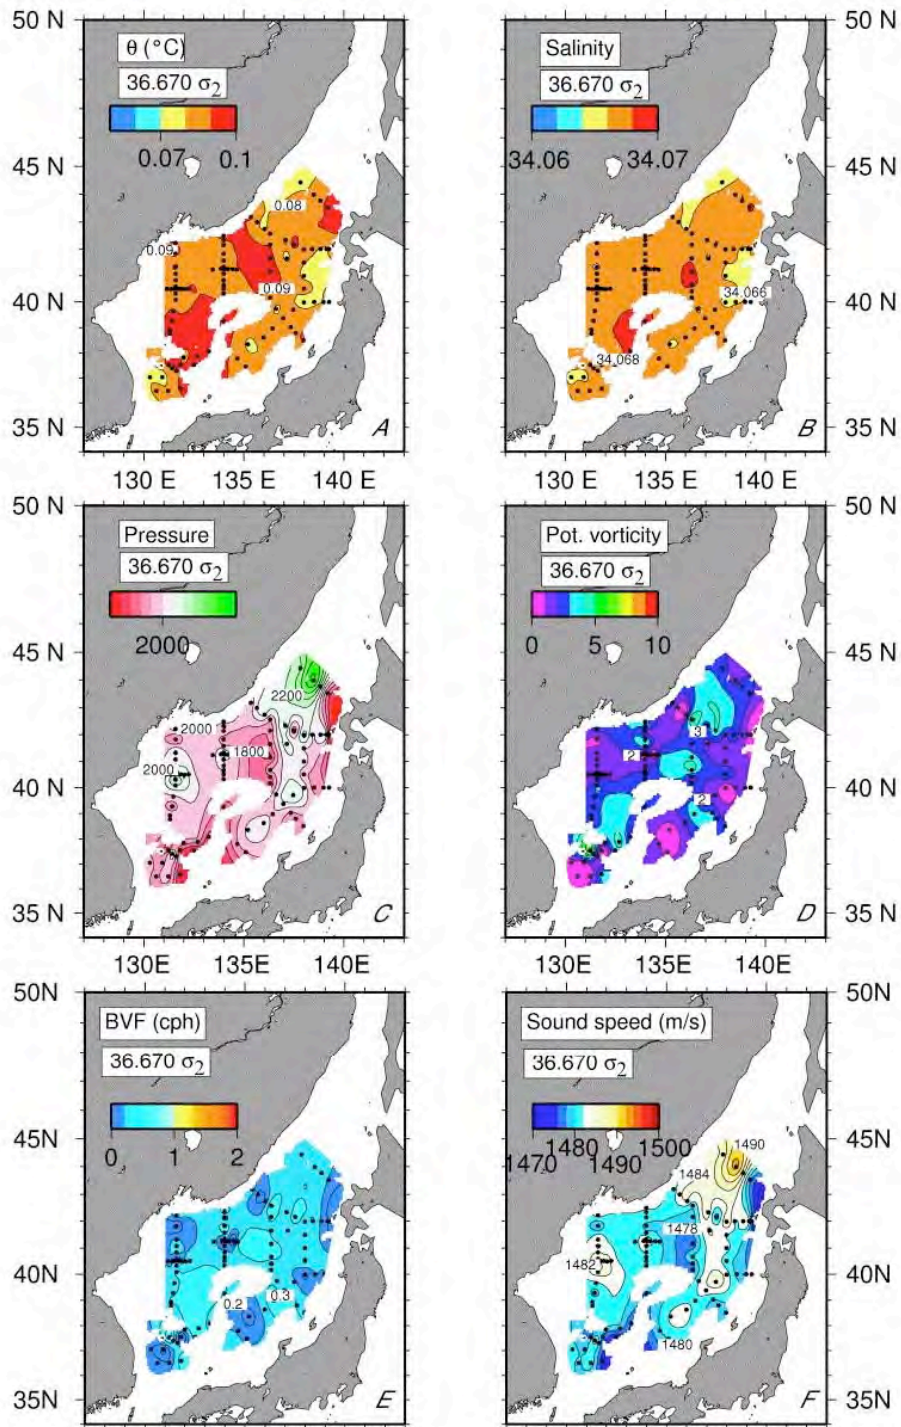 50 N
50 N
θ (°C)
Salinity
36.670 σ2
36.670 σ2
0.07
0.1
34.06
34.07
45 N
45 N
0.08
0.09
0.09
34.066
40 N
40 N
34.068
35 N
35 N
A
B
130 E
135 E
140 E
130 E
135 E
140 E
50 N
50 N
Pressure
Pot. vorticity
36.670 σ2
36.670 σ2
2000
0
5
10
45 N
45 N
2200
2000
1800
2000
3
2
2
40 N
40 N
35 N
35 N
C
D
130E
135E
140E
130E
135E
140E
50N
50N
BVF (cph)
Sound speed (m/s)
36.670 σ2
36.670 σ2
0
1
2
1470
1480
1490
1500
45N
45N
1490
1484
1478
1482
0.2
0.3
1480
40N
40N
35N
35N
E
F